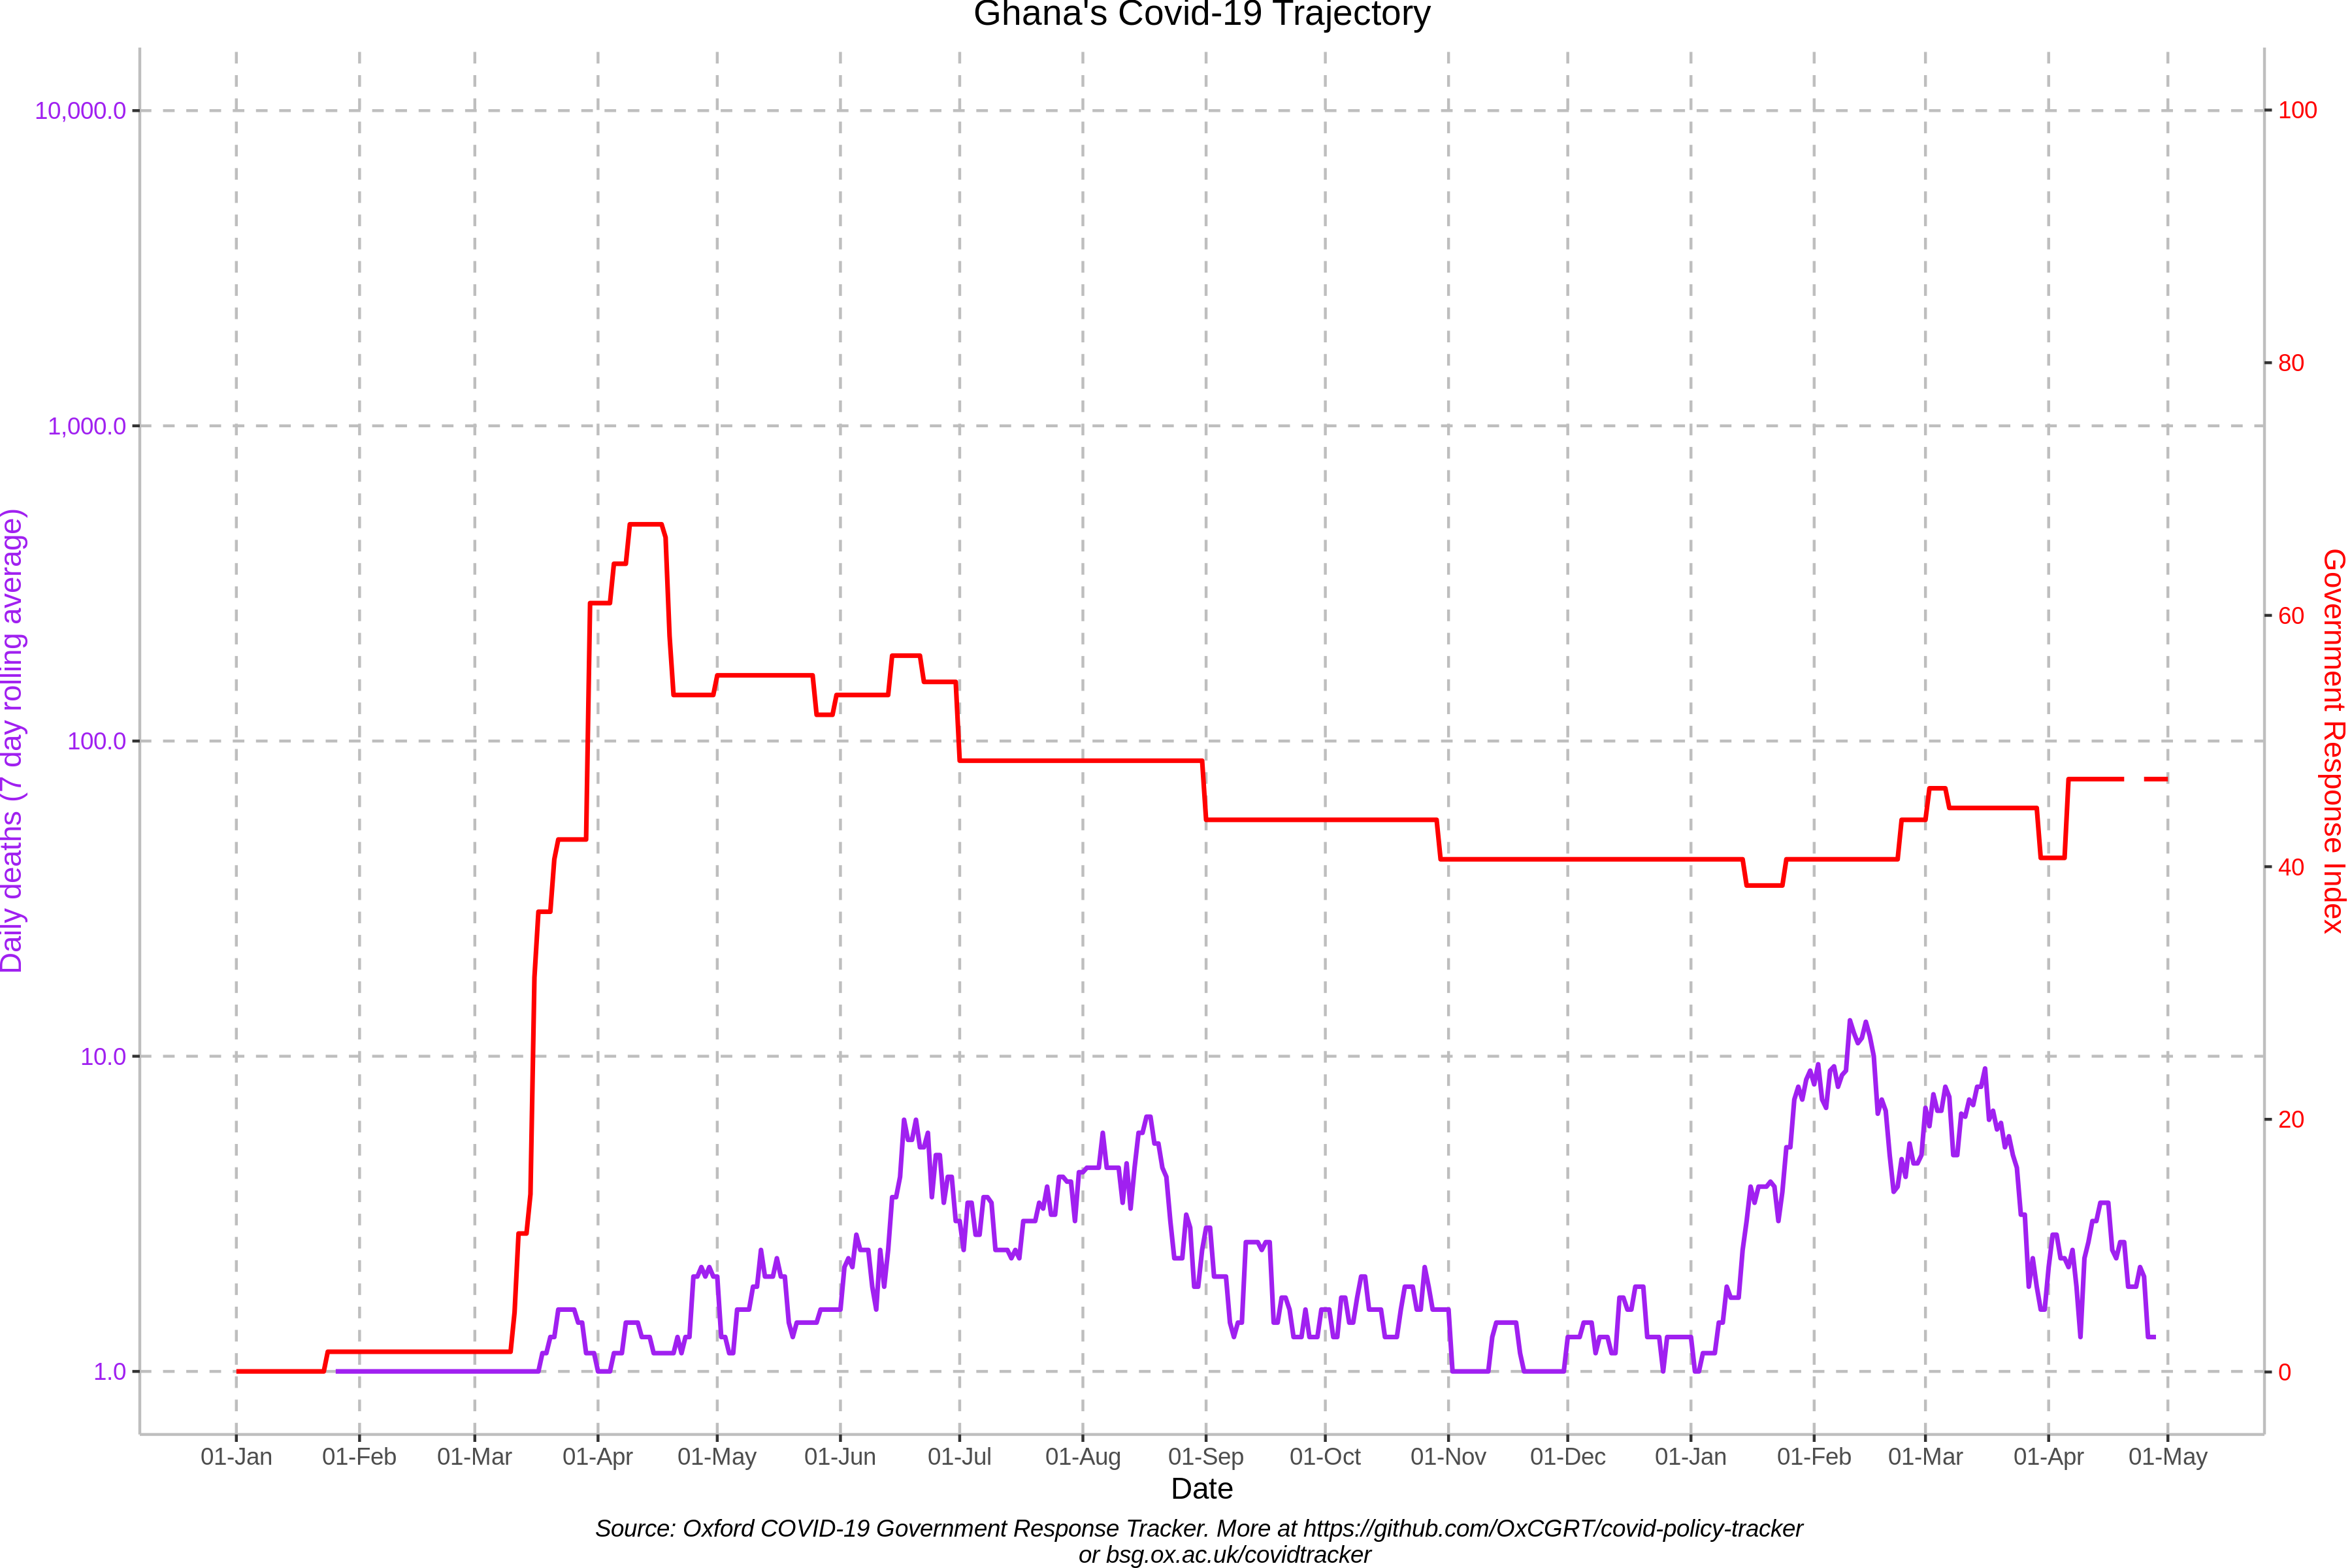 Ghana's Covid-19 Trajectory
10,000.0
1,000.0
100.0
10.0
1.0
Daily deaths (7 day rolling average)
100
80
60
40
20
0
Government Response Index
01-Jan 01-Feb 01-Mar 01-Apr 01-May 01-Jun 01-Jul 01-Aug 01-Sep 01-Oct 01-Nov 01-Dec 01-Jan 01-Feb 01-Mar 01-Apr 01-May
Date
Source: Oxford COVID-19 Government Response Tracker. More at https://github.com/OxCGRT/covid-policy-tracker
or bsg.ox.ac.uk/covidtracker